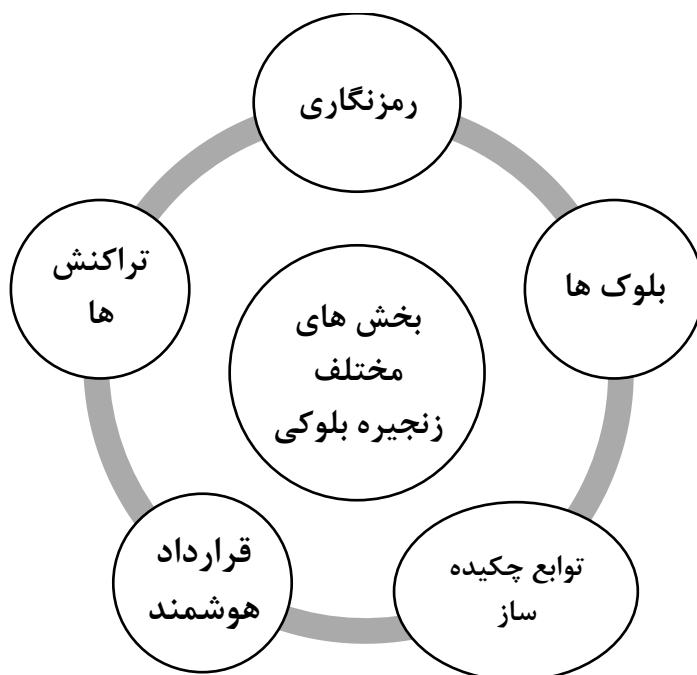 رمزنگاری
بلوک ها
توابع چکیده
ساز
قرارداد
هوشمند
تراکنش
ها
بخش های
مختلف
زنجیره بلوکی